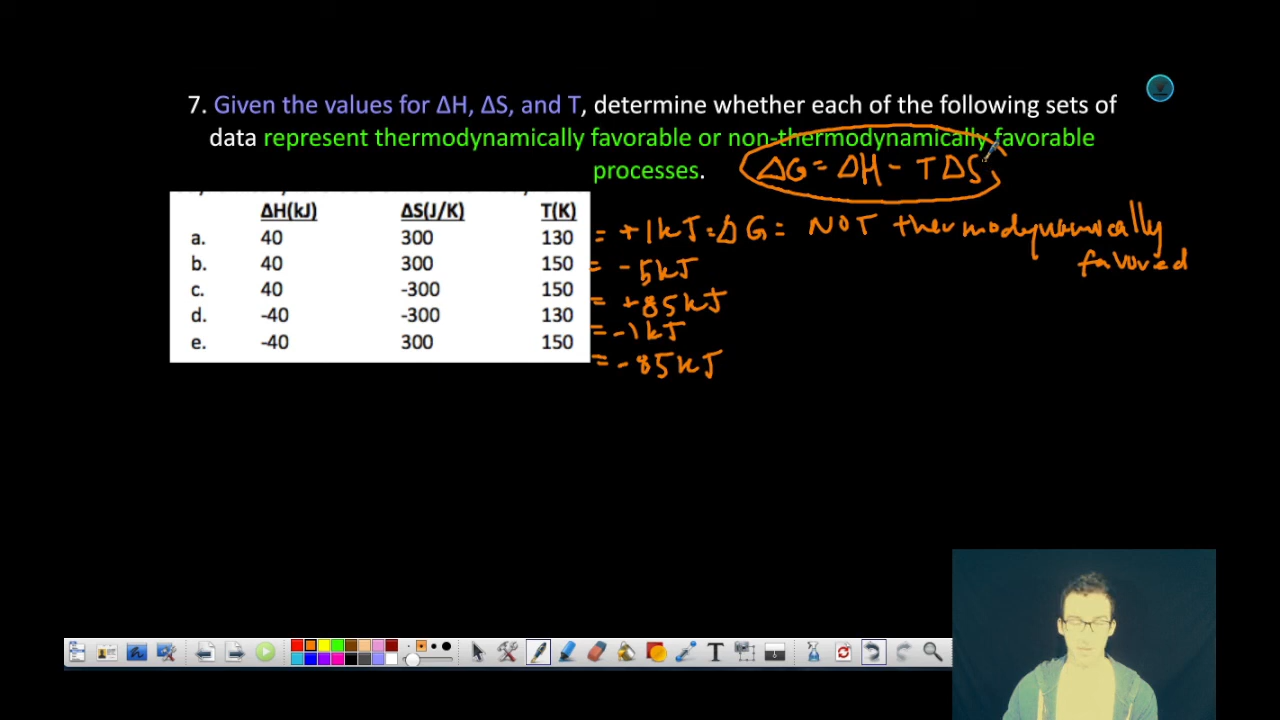 7. Given the values for ΔH, ΔS, and T, determine whether each of the following sets of
data represent thermodynamically favorable or non-thermodynamically favorable
processes. ΔG = ΔH - TΔS
ΔH(kJ) ΔS(J/K) T(K)
a. 40 300 130 = +1kJ = ΔG = NOT thermodynamically
favored
b. 40 300 150 = -5kJ
c. 40 -300 150 = +85kJ
d. -40 -300 130 = -1kJ
e. -40 300 150 = -85kJ
T